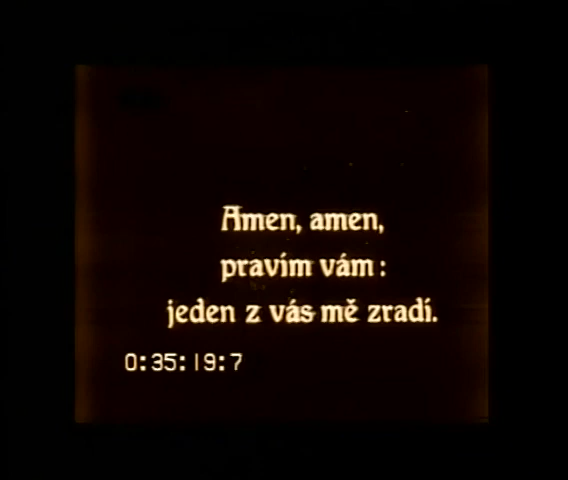 Amen, amen,
pravím vám:
jeden z vás mě zradí.
0:35:19:7